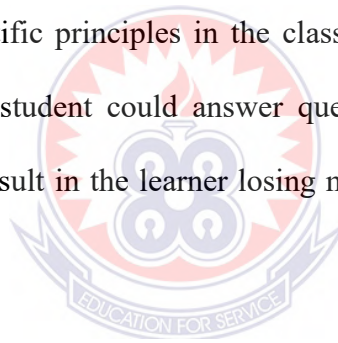 ific principles in the class
student could answer que
sult in the learner losing n
EDUCATION FOR SERVICE